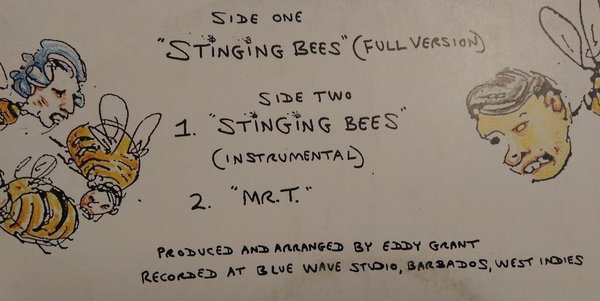 SIDE ONE
"STINGING BEES" (FULL VERSION)
SIDE TWO
1. "STINGING BEES"
(INSTRUMENTAL)
2. "MR.T."
PRODUCED AND ARRANGED BY EDDY GRANT
RECORDED AT BLUE WAVE STUDIO, BARBADOS, WEST INDIES